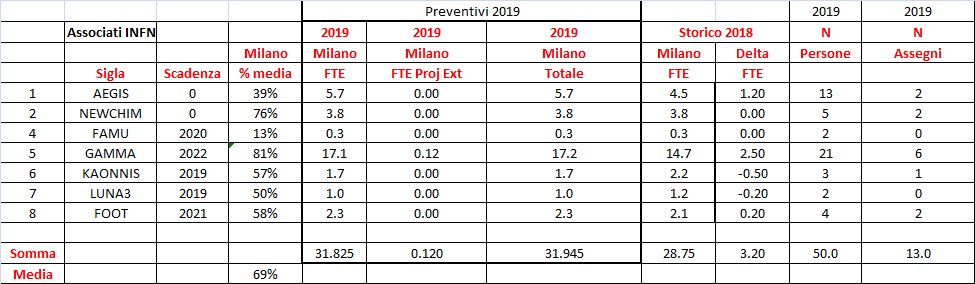 Preventivi 2019 2019 2019
Associati INFN 2019 2019 2019 Storico 2018 N N
Milano Milano Milano Milano Milano Delta Persone Assegni
Sigla Scadenza % media FTE FTE Proj Ext Totale FTE FTE
1 AEGIS 0 39% 5.7 0.00 5.7 4.5 1.20 13 2
2 NEWCHIM 0 76% 3.8 0.00 3.8 3.8 0.00 5 2
4 FAMU 2020 13% 0.3 0.00 0.3 0.3 0.00 2 0
5 GAMMA 2022 81% 17.1 0.12 17.2 14.7 2.50 21 6
6 KAONNIS 2019 57% 1.7 0.00 1.7 2.2 -0.50 3 1
7 LUNA3 2019 50% 1.0 0.00 1.0 1.2 -0.20 2 0
8 FOOT 2021 58% 2.3 0.00 2.3 2.1 0.20 4 2
Somma 31.825 0.120 31.945 28.75 3.20 50.0 13.0
Media 69%